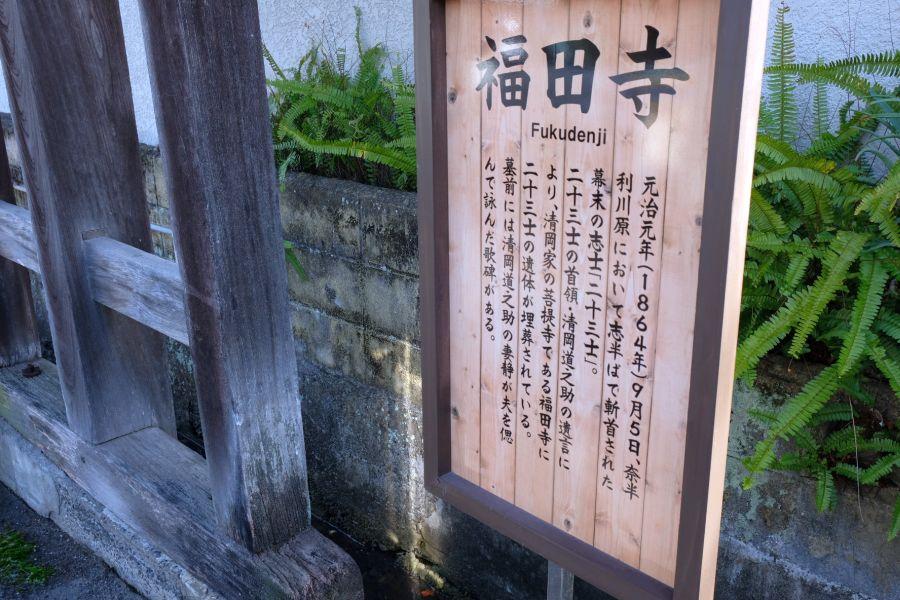 福田寺
Fukudenji
元治元年(1864年)9月5日、奈半
利川原において志半ばで斬首された
幕末の志士「二十三士」。
二十三士の首領、清岡道之助の遺言に
より、清岡家の菩提寺である福田寺に
二十三士の遺体が埋葬されている。
墓前には清岡道之助の妻静が夫を偲
んで詠んだ歌碑がある。